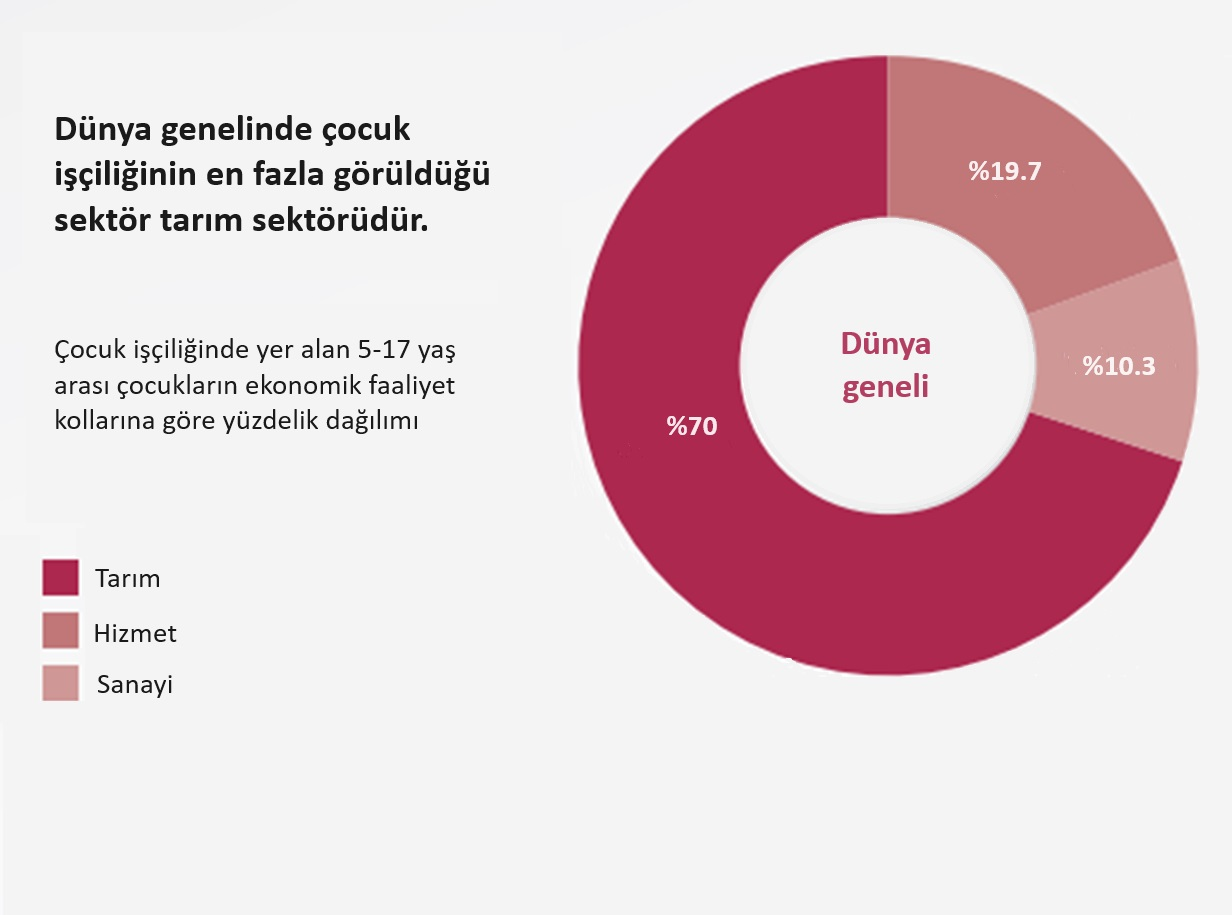 Dünya genelinde çocuk
işçiliğinin en fazla görüldüğü
sektör tarım sektörüdür.
Çocuk işçiliğinde yer alan 5-17 yaş
arası çocukların ekonomik faaliyet
kollarına göre yüzdelik dağılımı
Tarım
Hizmet
Sanayi
%19.7
%10.3
%70
Dünya
geneli